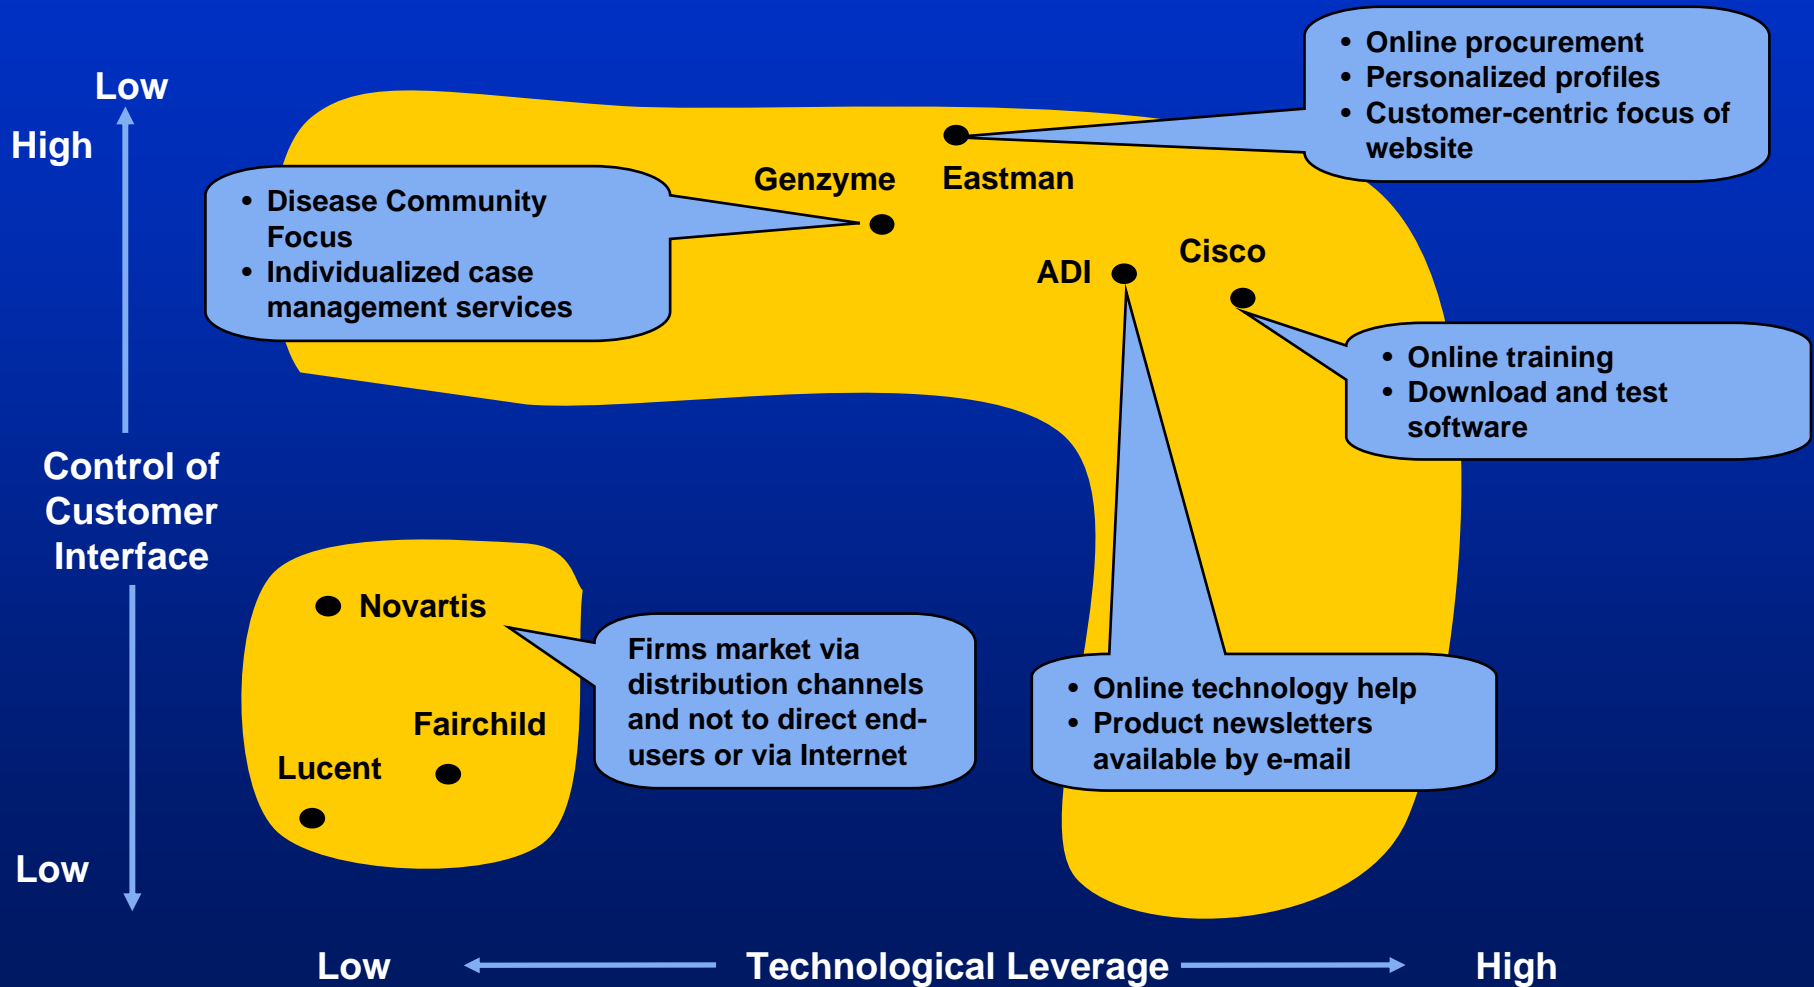 • Online procurement
• Personalized profiles
• Customer-centric focus of
website
Low
High
Genzyme
Eastman
• Disease Community
Focus
• Individualized case
management services
Cisco
ADI
• Online training
• Download and test
software
Control of
Customer
Interface
Novartis
Firms market via
distribution channels
and not to direct end-
users or via Internet
• Online technology help
• Product newsletters
available by e-mail
Fairchild
Lucent
Low
Low
Technological Leverage
High